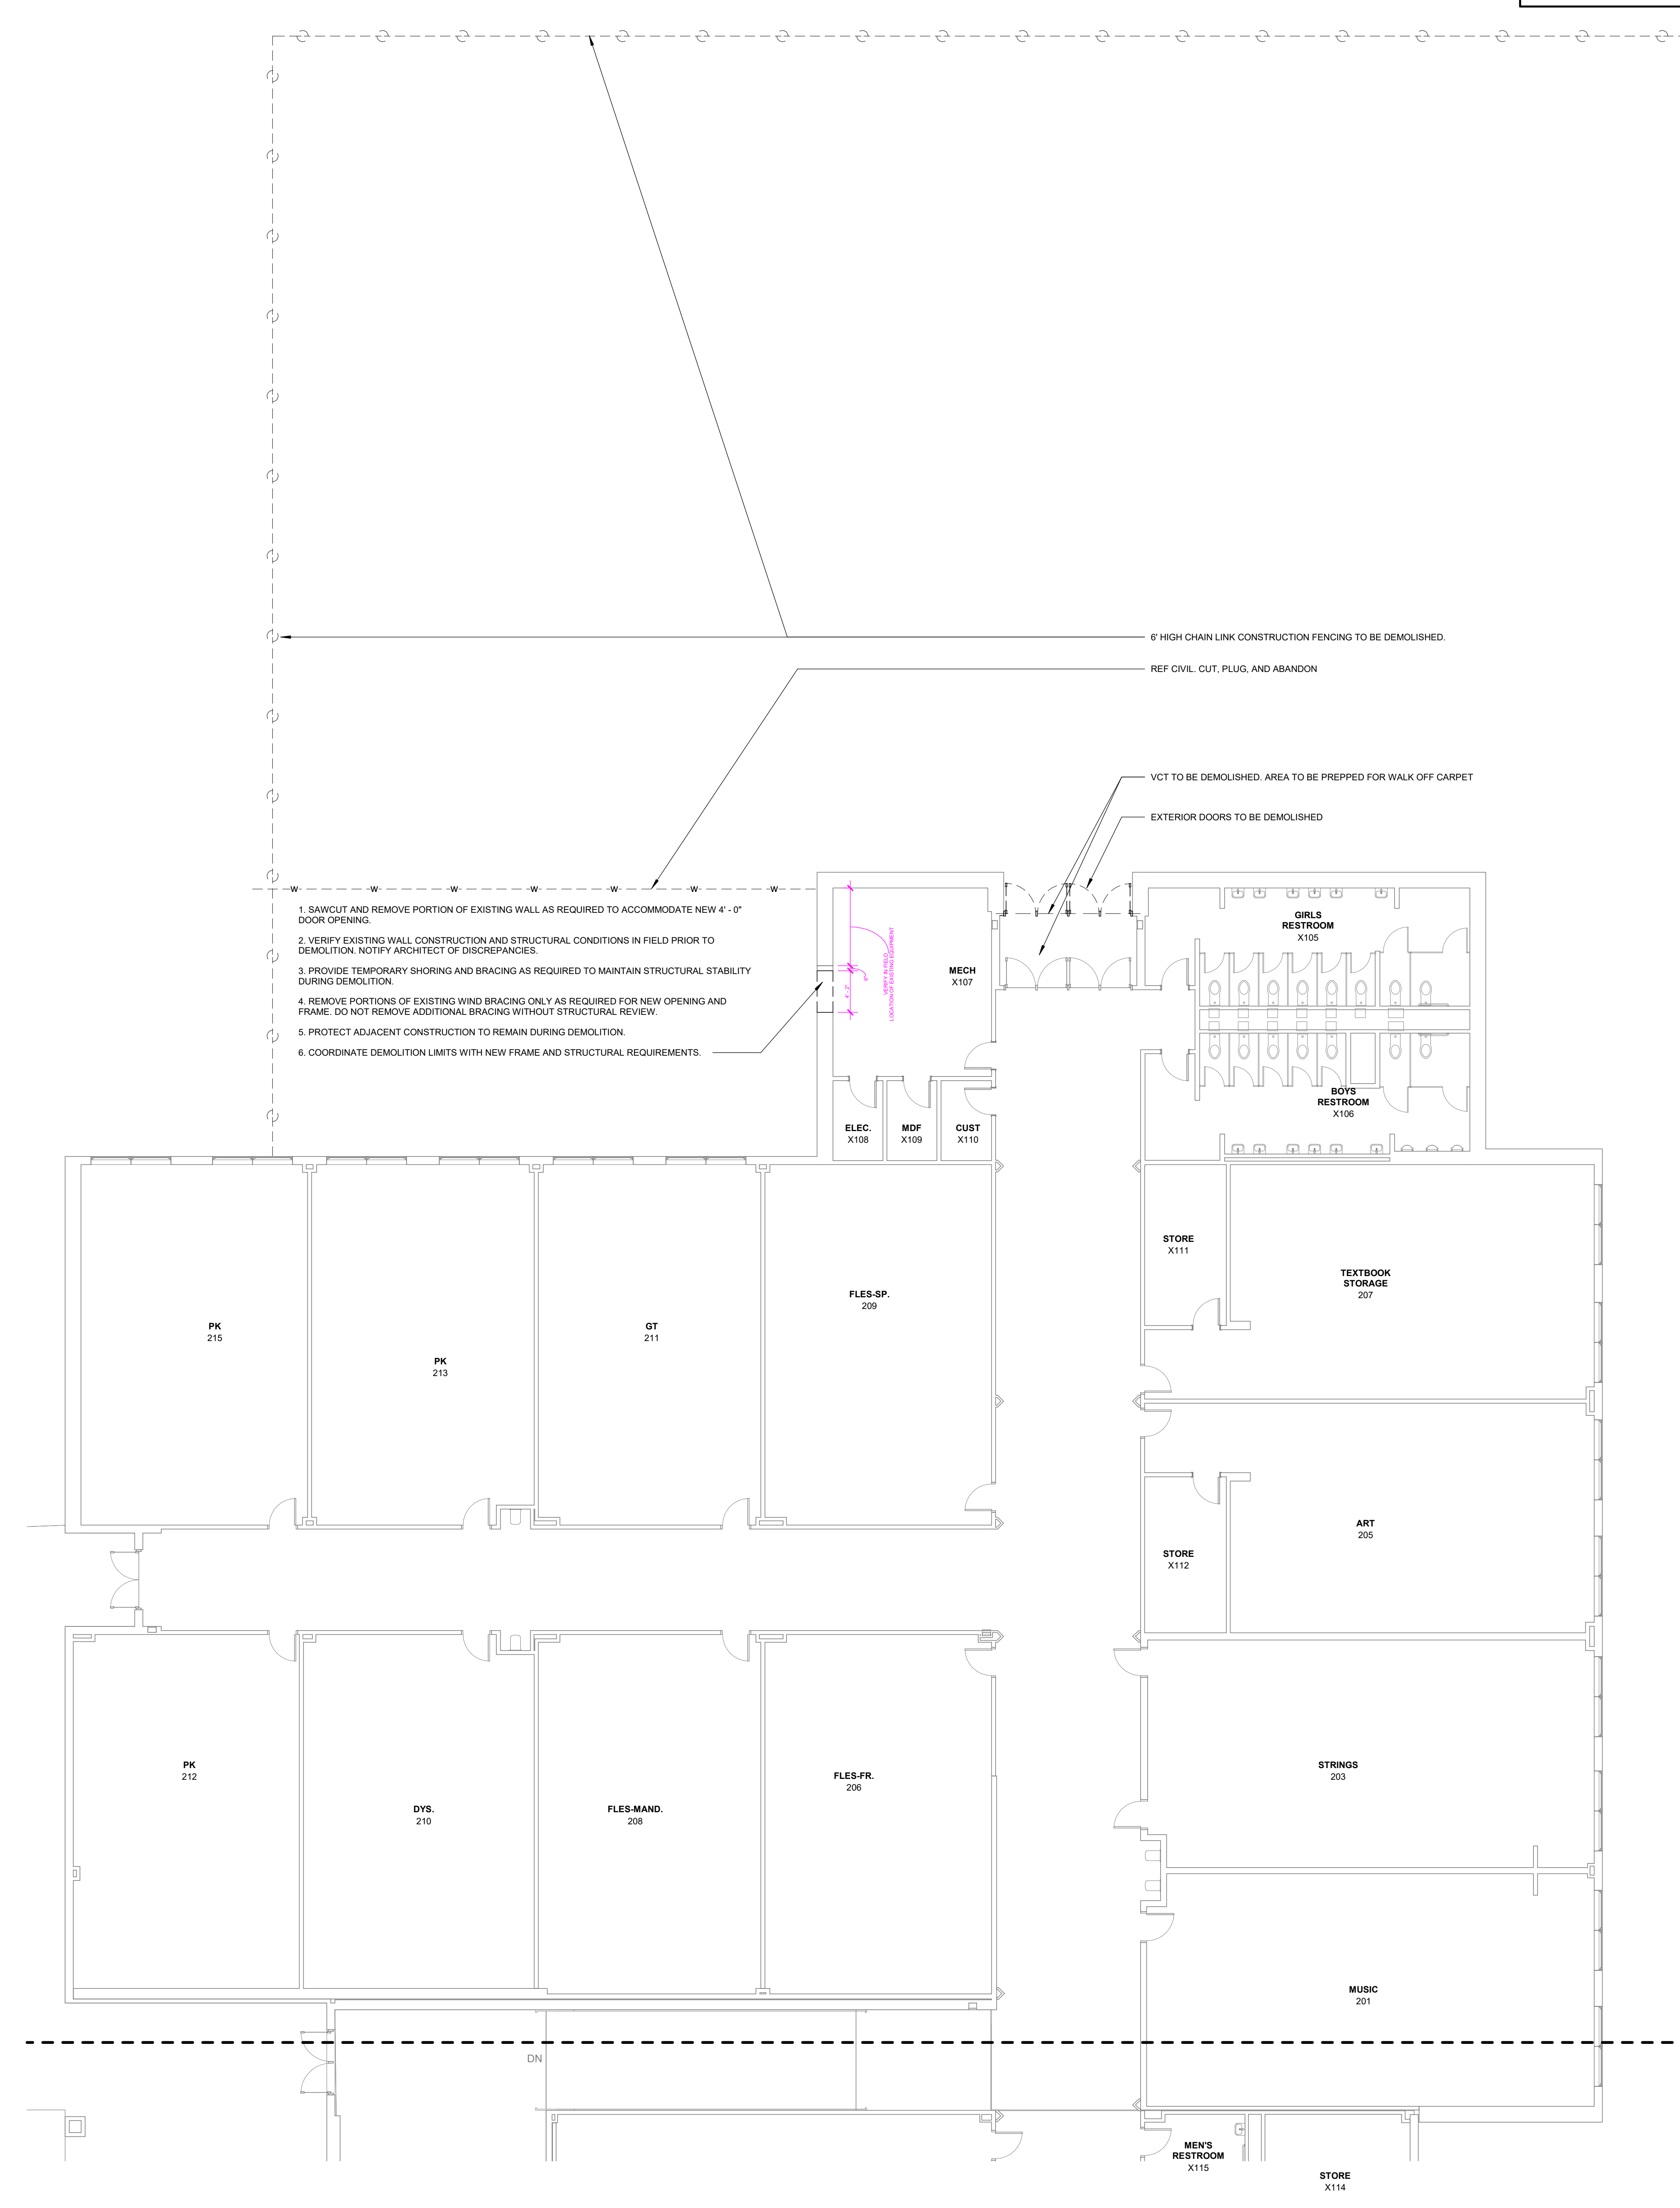 6' HIGH CHAIN LINK CONSTRUCTION FENCING TO BE DEMOLISHED.
REF CIVIL. CUT, PLUG, AND ABANDON
VCT TO BE DEMOLISHED. AREA TO BE PREPPED FOR WALK OFF CARPET
EXTERIOR DOORS TO BE DEMOLISHED
W W W W W W W
1. SAWCUT AND REMOVE PORTION OF EXISTING WALL AS REQUIRED TO ACCOMMODATE NEW 4' - 0"
DOOR OPENING.
2. VERIFY EXISTING WALL CONSTRUCTION AND STRUCTURAL CONDITIONS IN FIELD PRIOR TO
DEMOLITION. NOTIFY ARCHITECT OF DISCREPANCIES.
3. PROVIDE TEMPORARY SHORING AND BRACING AS REQUIRED TO MAINTAIN STRUCTURAL STABILITY
DURING DEMOLITION.
4. REMOVE PORTIONS OF EXISTING WIND BRACING ONLY AS REQUIRED FOR NEW OPENING AND
FRAME. DO NOT REMOVE ADDITIONAL BRACING WITHOUT STRUCTURAL REVIEW.
5. PROTECT ADJACENT CONSTRUCTION TO REMAIN DURING DEMOLITION.
6. COORDINATE DEMOLITION LIMITS WITH NEW FRAME AND STRUCTURAL REQUIREMENTS.
VERIFY IN FIELD
LOCATION OF EXISTING EQUIPMENT
4' - 2"
MECH
X107
GIRLS
RESTROOM
X105
BOYS
RESTROOM
X106
ELEC.
X108
MDF
X109
CUST
X110
STORE
X111
TEXTBOOK
STORAGE
207
FLES-SP.
209
PK
215
GT
211
PK
213
ART
205
STORE
X112
PK
212
STRINGS
203
FLES-FR.
206
DYS.
210
FLES-MAND.
208
MUSIC
201
DN
MEN'S
RESTROOM
X115
STORE
X114